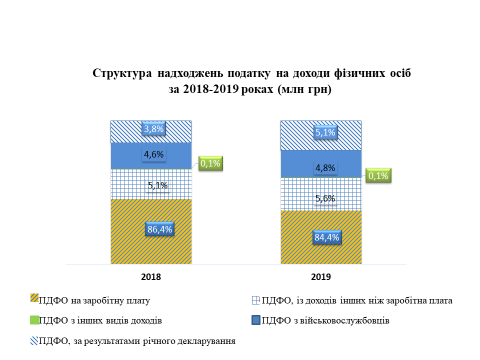 Структура надходжень податку на доходи фізичних осіб
за 2018-2019 роках (млн грн)
3,8%
5,1%
4,6%
0,1%
4,8%
0,1%
5,1%
5,6%
86,4%
84,4%
2018
2019
ПДФО на заробітну плату
ПДФО, із доходів інших ніж заробітна плата
ПДФО з інших видів доходів
ПДФО з військовослужбовців
ПДФО, за результатами річного декларування